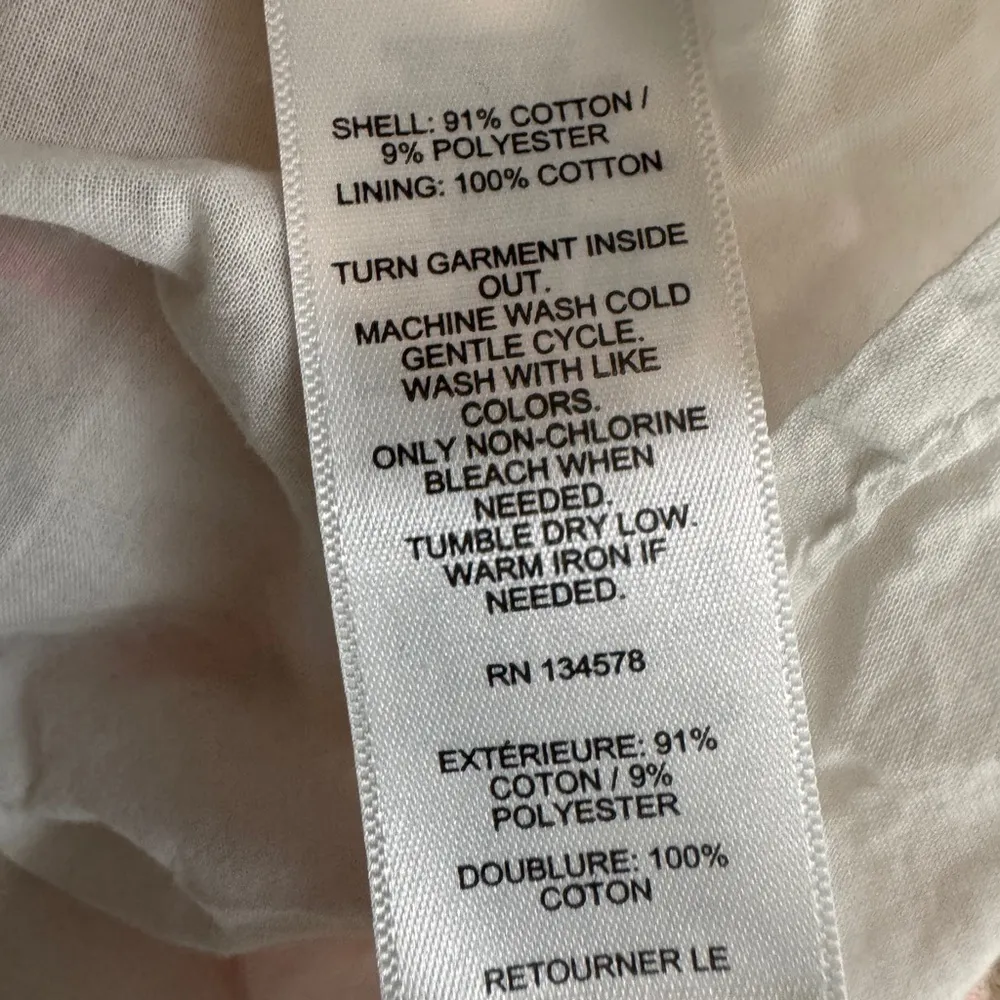 SHELL: 91% COTTON /
9% POLYESTER
LINING: 100% COTTON
TURN GARMENT INSIDE
OUT.
MACHINE WASH COLD
GENTLE CYCLE.
WASH WITH LIKE
COLORS.
ONLY NON-CHLORINE
BLEACH WHEN
NEEDED.
TUMBLE DRY LOW.
WARM IRON IF
NEEDED.
RN 134578
EXTÉRIEURE: 91%
COTON / 9%
POLYESTER
DOUBLURE: 100%
COTON
RETOURNER LE